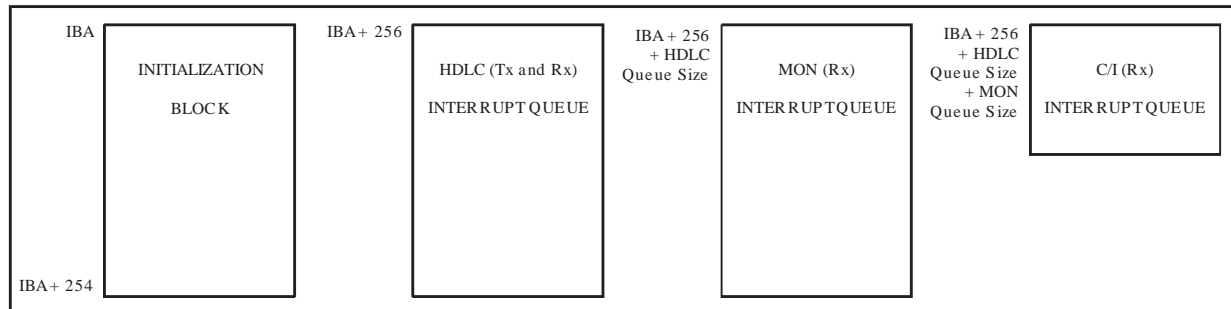 IBA
INITIALIZATION
BLOCK
IBA + 254
IBA + 256
HDLC (Tx and Rx)
INTERRUPT QUEUE
IBA + 256
+ HDLC
Queue Size
MON (Rx)
INTERRUPT QUEUE
IBA + 256
+ HDLC
Queue Size
+ MON
Queue Size
C/I (Rx)
INTERRUPT QUEUE